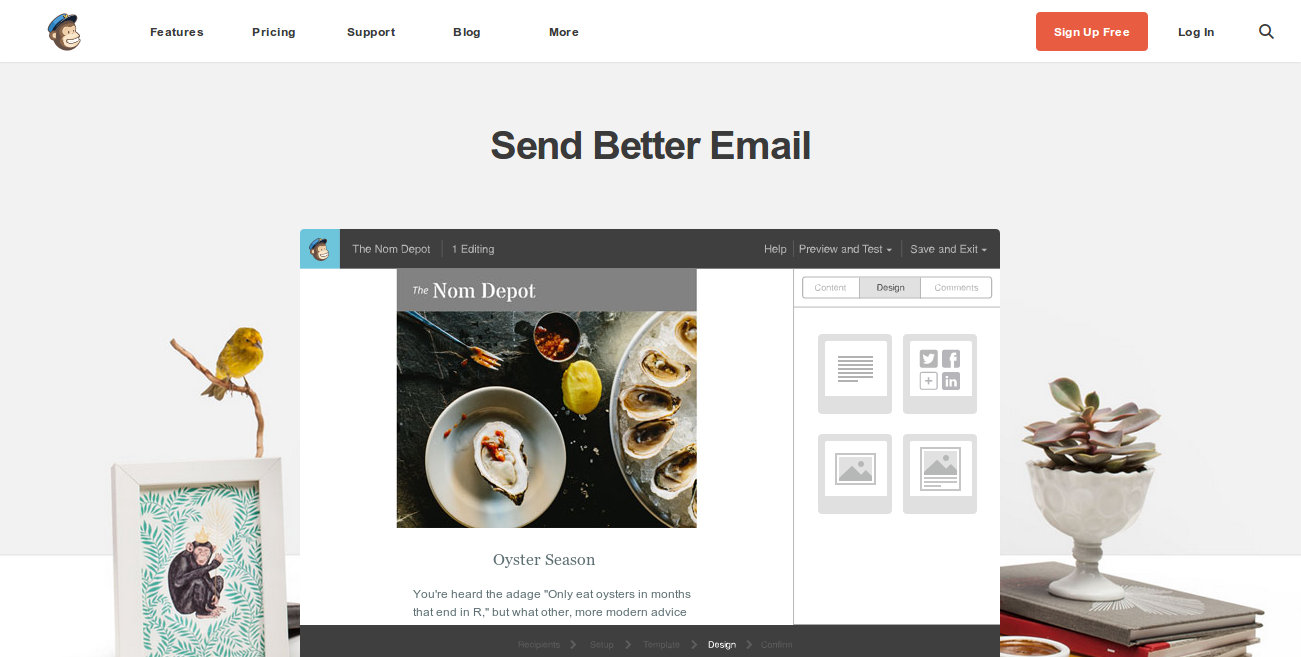 Features Pricing Support Blog More Sign Up Free Log In
Send Better Email
The Nom Depot 1 Editing Help Preview and Test Save and Exit
The Nom Depot
Content Design Comments
Oyster Season
You're heard the adage "Only eat oysters in months
that end in R," but what other, more modern advice
Recipients Setup Template Design Confirm